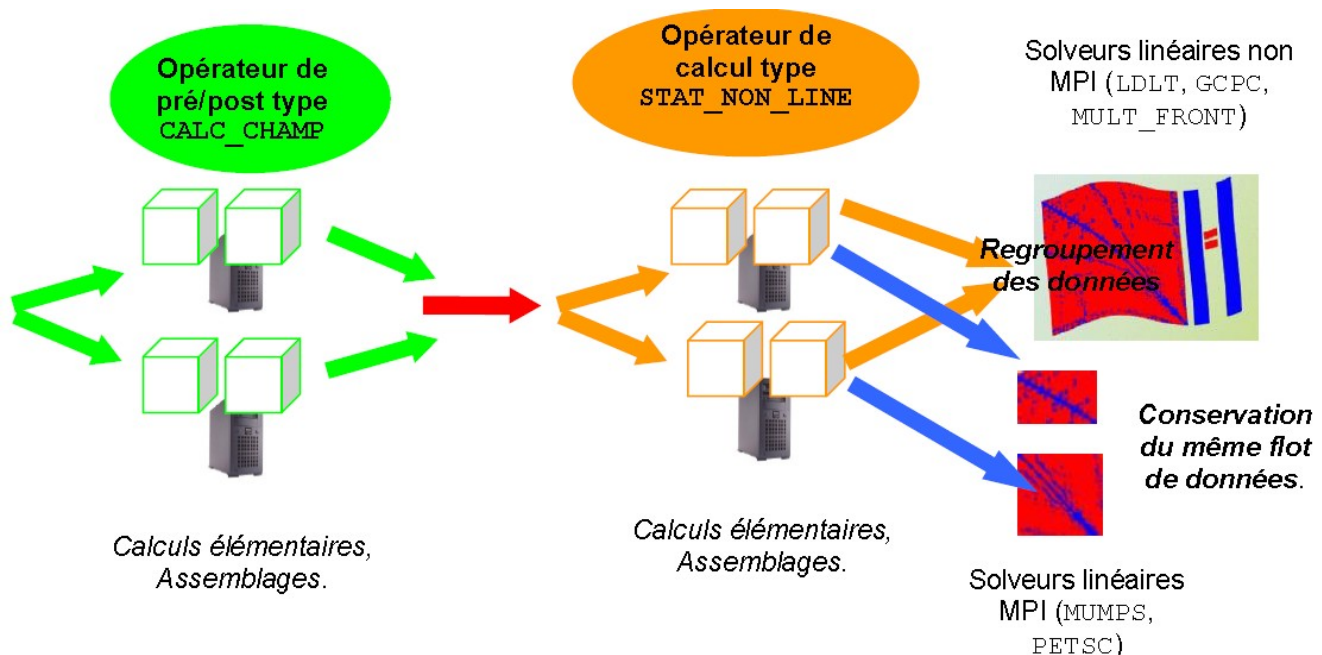 Opérateur de
pré/post type
CALC_CHAMP
Opérateur de
calcul type
STAT_NON_LINE
Solveurs linéaires non
MPI (LDLT, GCPC,
MULT_FRONT)
Regroupement
des données
Conservation
du même flot
de données.
Calculs élémentaires,
Assemblages.
Calculs élémentaires,
Assemblages.
Solveurs linéaires
MPI (MUMPS,
PETSC)